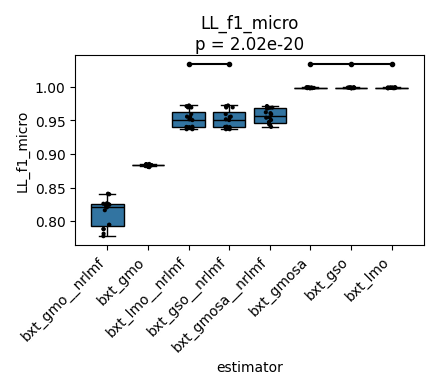 LL_f1_micro
p = 2.02e-20
LL_f1_micro
1.00
0.95
0.90
0.85
0.80
bxt_gmo__nrlmf
bxt_gmo
bxt_lmo__nrlmf
bxt_gso__nrlmf
bxt_gmosa__nrlmf
bxt_gmosa
bxt_gso
bxt_lmo
estimator